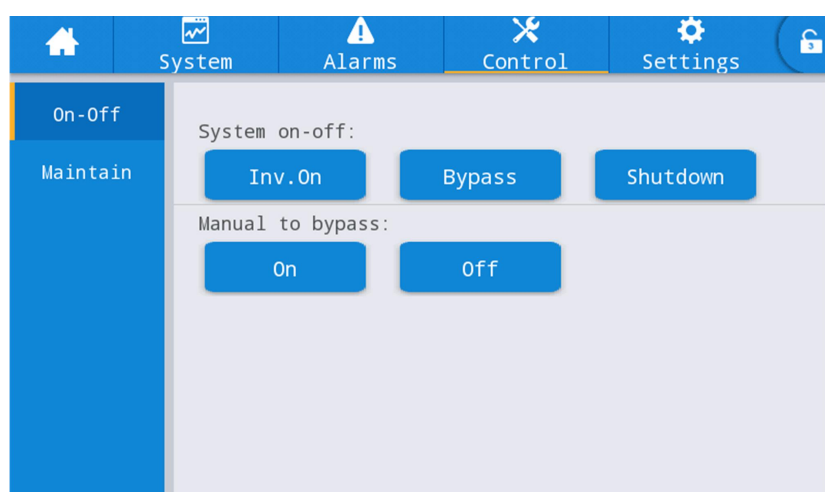 System Alarms Control Settings 3
On-Off
Maintain
System on-off:
Inv.On Bypass Shutdown
Manual to bypass:
On Off